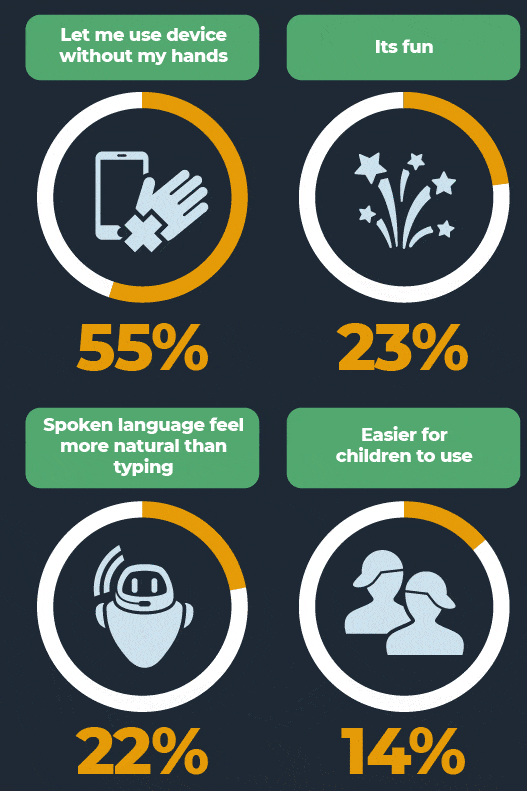 Let me use device
without my hands
Its fun
55%
23%
Spoken language feel
more natural than
typing
Easier for
children to use
22%
14%